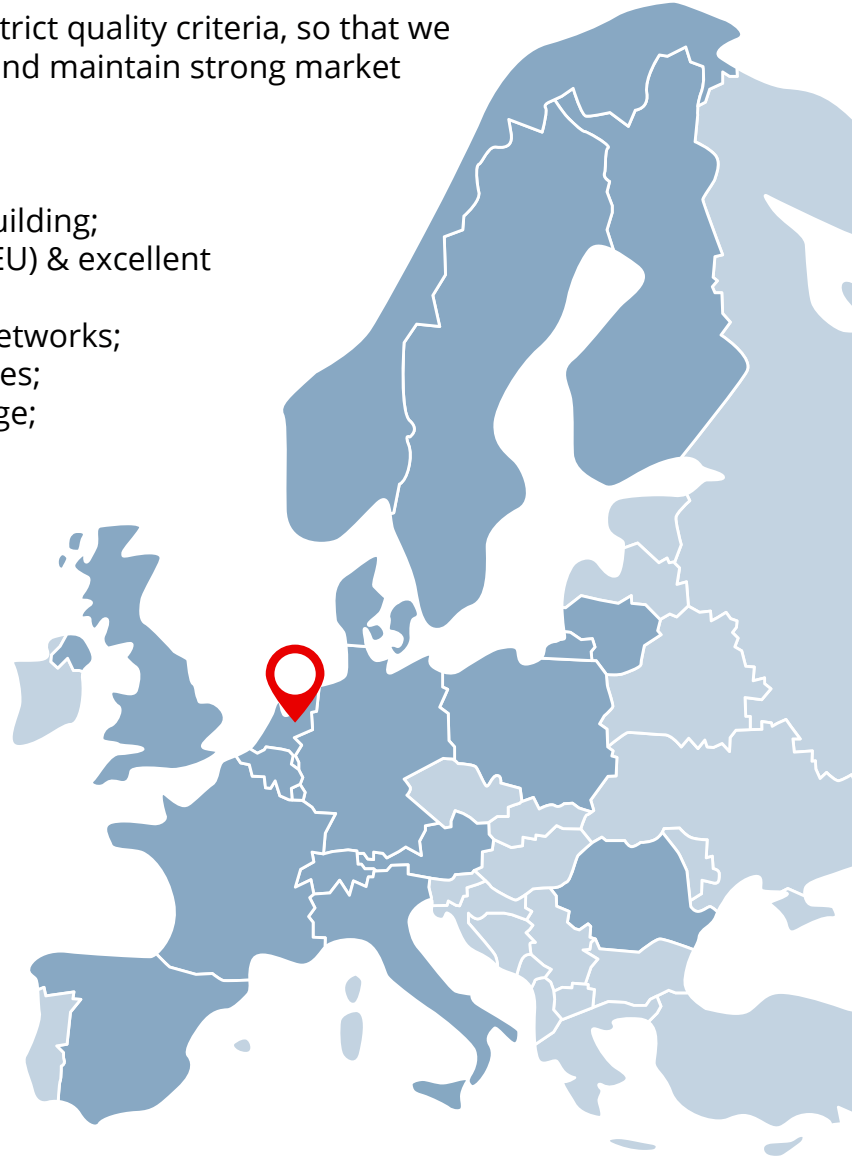 trict quality criteria, so that we
nd maintain strong market
uilding;
EU) & excellent
etworks;
es;
ge;